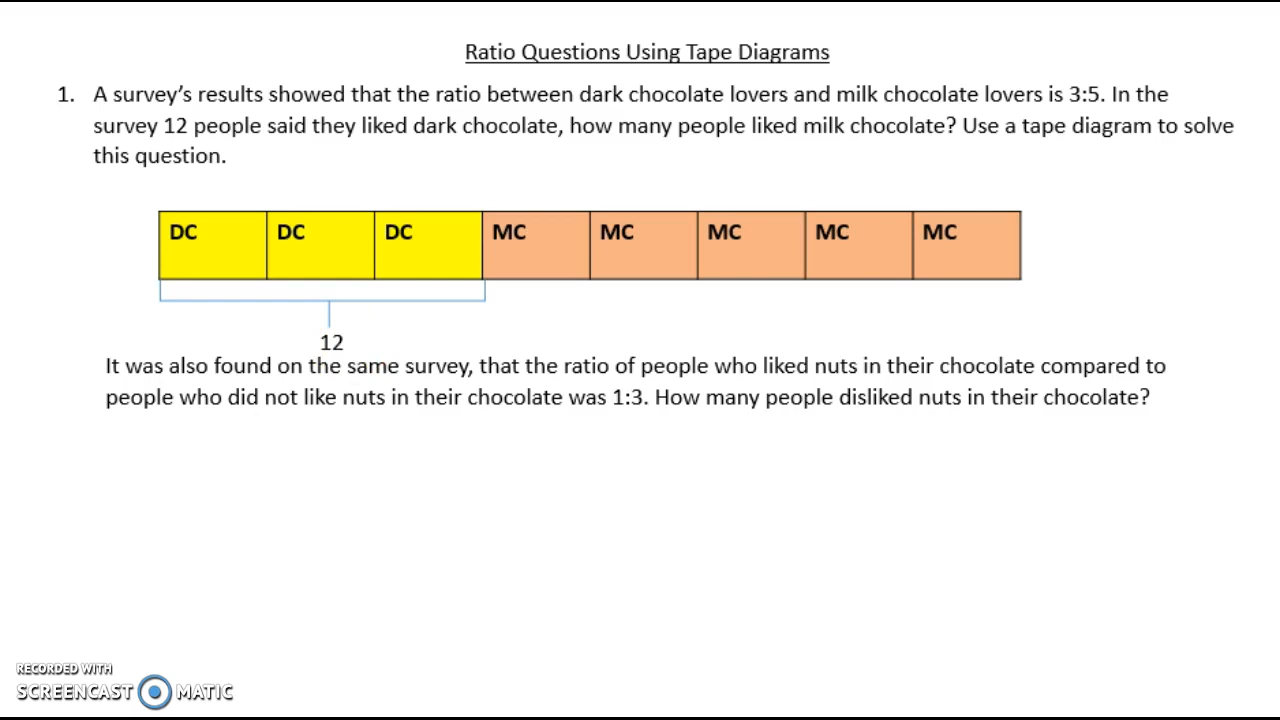 Ratio Questions Using Tape Diagrams
1. A survey’s results showed that the ratio between dark chocolate lovers and milk chocolate lovers is 3:5. In the
survey 12 people said they liked dark chocolate, how many people liked milk chocolate? Use a tape diagram to solve
this question.
DC DC DC MC MC MC MC MC
12
It was also found on the same survey, that the ratio of people who liked nuts in their chocolate compared to
people who did not like nuts in their chocolate was 1:3. How many people disliked nuts in their chocolate?
RECORDED WITH
SCREENCAST MATIC